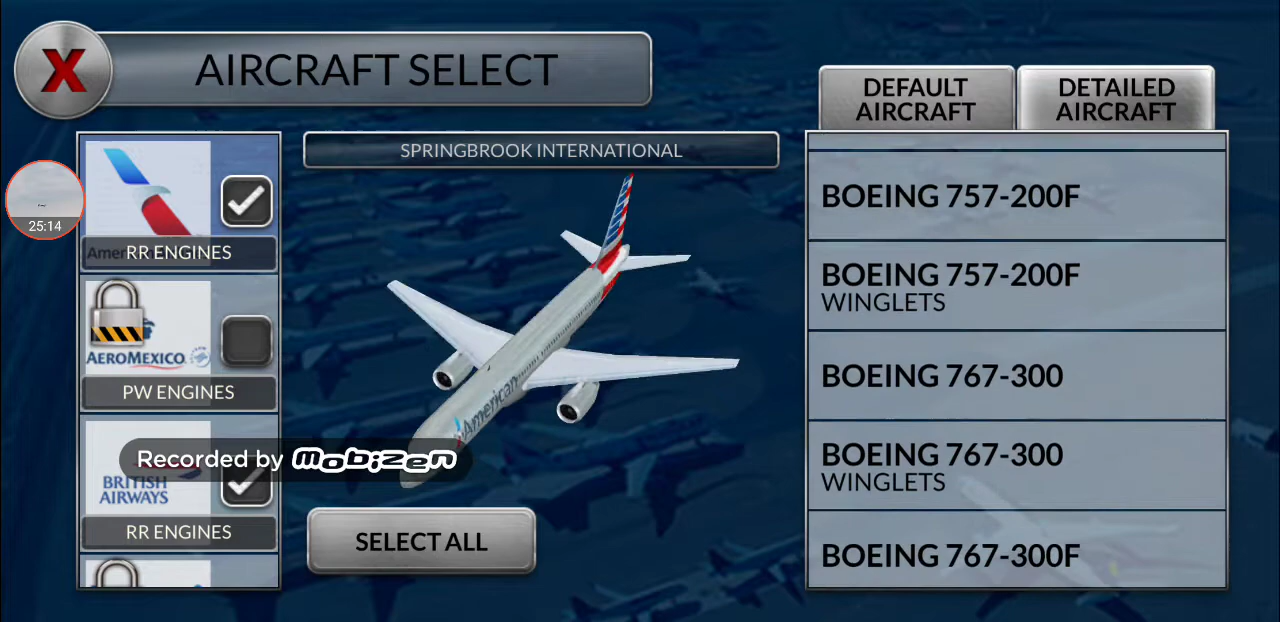 X
AIRCRAFT SELECT
DEFAULT
AIRCRAFT
DETAILED
AIRCRAFT
SPRINGBROOK INTERNATIONAL
25:14
RR ENGINES
AEROMEXICO
PW ENGINES
BRITISH
AIRWAYS
RR ENGINES
American
Recorded by mobizen
SELECT ALL
BOEING 757-200F
BOEING 757-200F
WINGLETS
BOEING 767-300
BOEING 767-300
WINGLETS
BOEING 767-300F